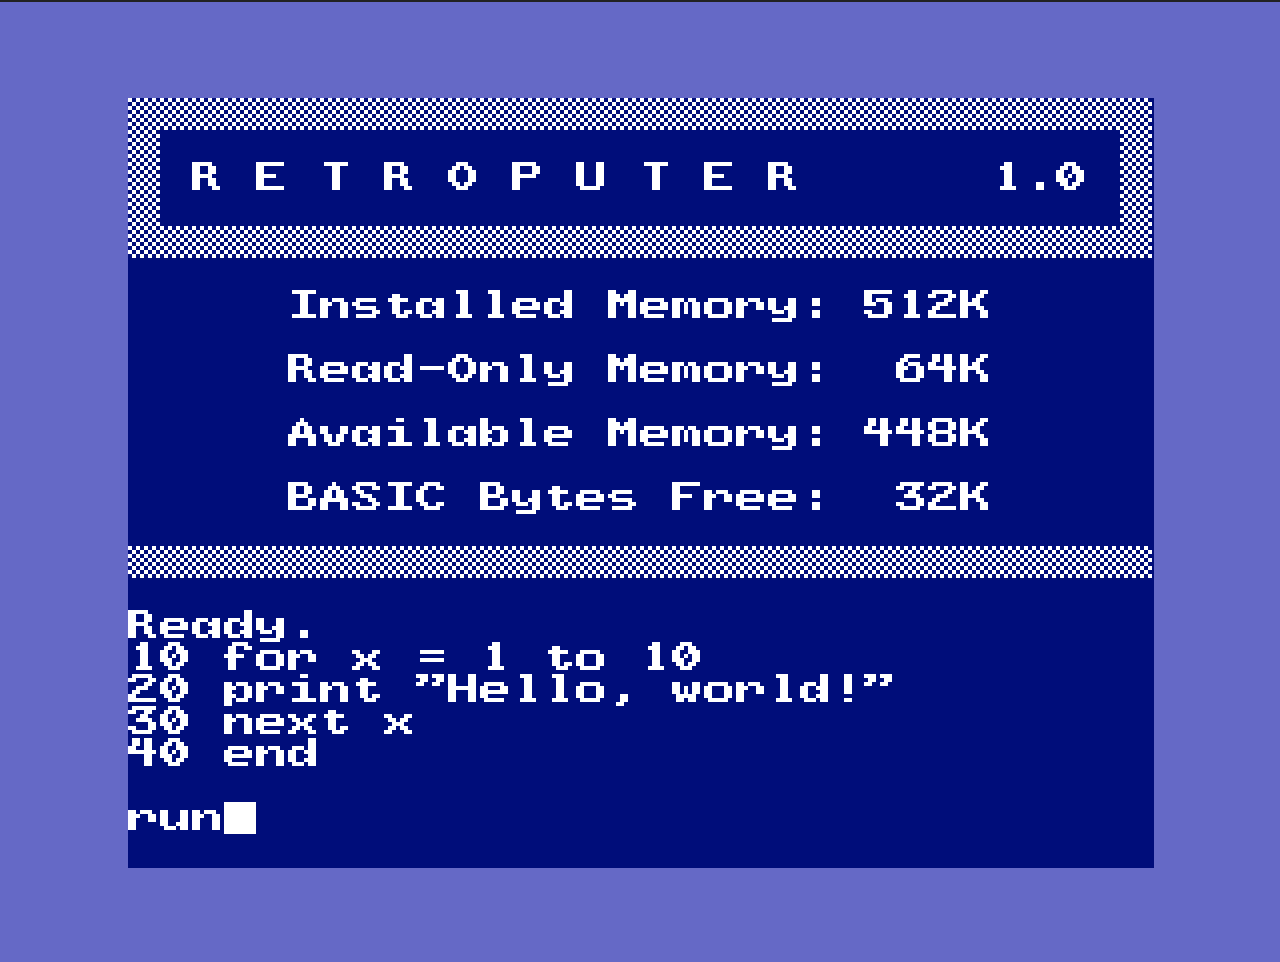 R E T R O P U T E R 1.0
Installed Memory: 512K
Read-Only Memory: 64K
Available Memory: 448K
BASIC Bytes Free: 32K
Ready.
10 for x = 1 to 10
20 print ”Hello, world!”
30 next x
40 end
run